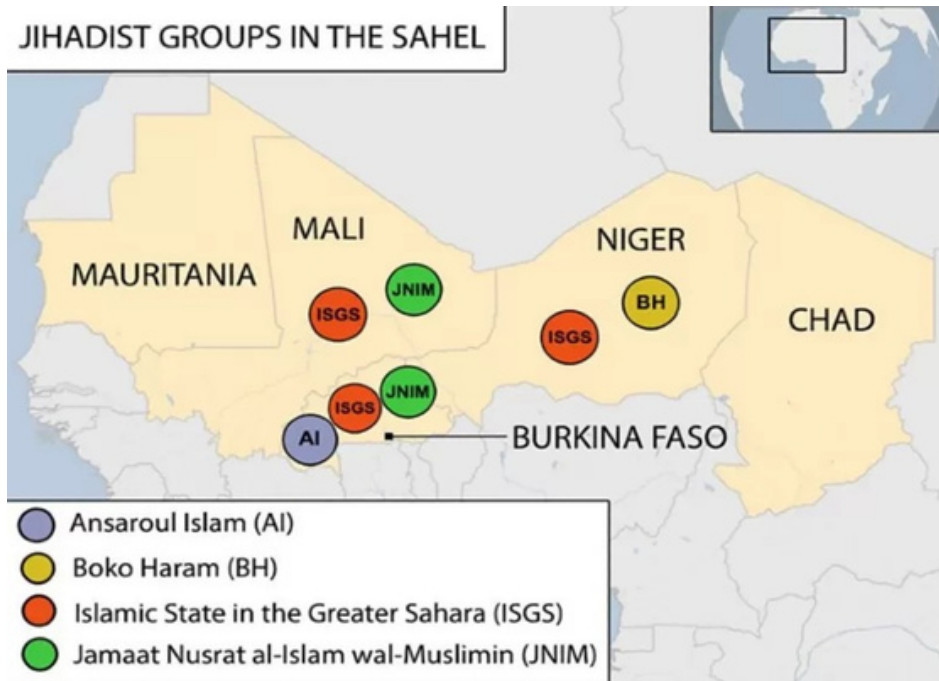 JIHADIST GROUPS IN THE SAHEL
MALI
NIGER
MAURITANIA
JNIM
BH
ISGS
CHAD
ISGS
JNIM
ISGS
AI
BURKINA FASO
Ansaroul Islam (AI)
Boko Haram (BH)
Islamic State in the Greater Sahara (ISGS)
Jamaat Nusrat al-Islam wal-Muslimin (JNIM)